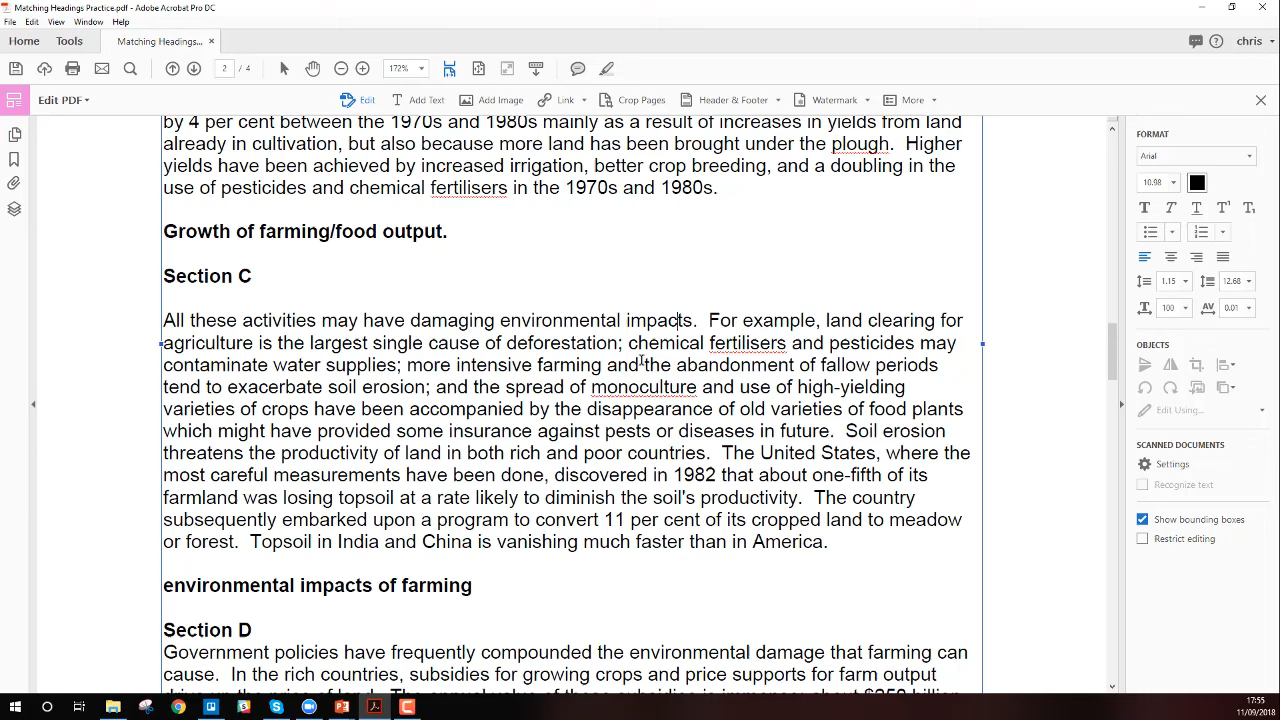 Matching Headings Practice.pdf - Adobe Acrobat Pro DC
File Edit View Window Help
Home Tools Matching Headings... × chris
2 / 4 172%
Edit PDF Edit Add Text Add Image Link Crop Pages Header & Footer Watermark More
by 4 per cent between the 1970s and 1980s mainly as a result of increases in yields from land
already in cultivation, but also because more land has been brought under the plough. Higher
yields have been achieved by increased irrigation, better crop breeding, and a doubling in the
use of pesticides and chemical fertilisers in the 1970s and 1980s.
Growth of farming/food output.
Section C
All these activities may have damaging environmental impacts. For example, land clearing for
agriculture is the largest single cause of deforestation; chemical fertilisers and pesticides may
contaminate water supplies; more intensive farming and the abandonment of fallow periods
tend to exacerbate soil erosion; and the spread of monoculture and use of high-yielding
varieties of crops have been accompanied by the disappearance of old varieties of food plants
which might have provided some insurance against pests or diseases in future. Soil erosion
threatens the productivity of land in both rich and poor countries. The United States, where the
most careful measurements have been done, discovered in 1982 that about one-fifth of its
farmland was losing topsoil at a rate likely to diminish the soil's productivity. The country
subsequently embarked upon a program to convert 11 per cent of its cropped land to meadow
or forest. Topsoil in India and China is vanishing much faster than in America.
environmental impacts of farming
Section D
Government policies have frequently compounded the environmental damage that farming can
cause. In the rich countries, subsidies for growing crops and price supports for farm output
FORMAT
Arial
10.98
T T T T¹ T₁
1.15 12.68
100 AV 0.01
OBJECTS
Edit Using...
SCANNED DOCUMENTS
Settings
Recognize text
Show bounding boxes
Restrict editing
17:55
11/09/2018